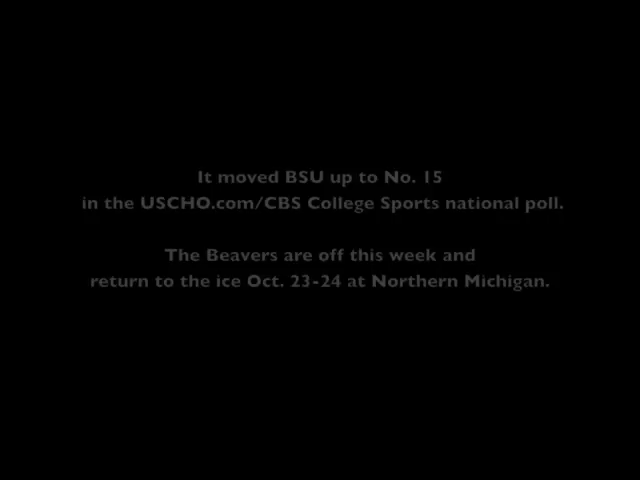 It moved BSU up to No. 15
in the USCHO.com/CBS College Sports national poll.
The Beavers are off this week and
return to the ice Oct. 23-24 at Northern Michigan.